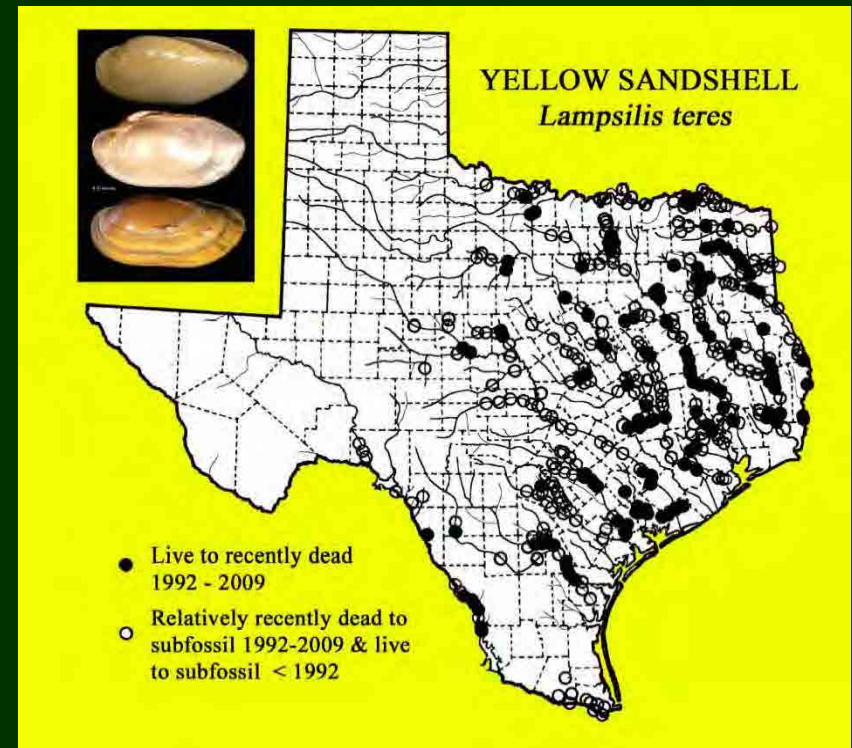 YELLOW SANDSHELL
Lampsilis teres
Live to recently dead
1992 - 2009
Relatively recently dead to
subfossil 1992-2009 & live
to subfossil < 1992